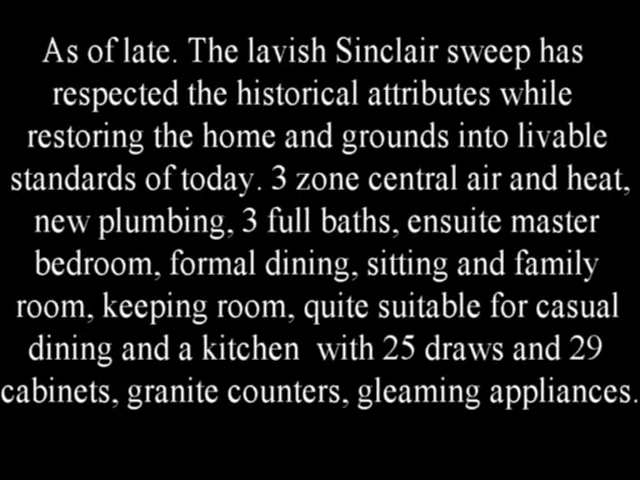 As of late. The lavish Sinclair sweep has
respected the historical attributes while
restoring the home and grounds into livable
standards of today. 3 zone central air and heat,
new plumbing, 3 full baths, ensuite master
bedroom, formal dining, sitting and family
room, keeping room, quite suitable for casual
dining and a kitchen  with 25 draws and 29
cabinets, granite counters, gleaming appliances.